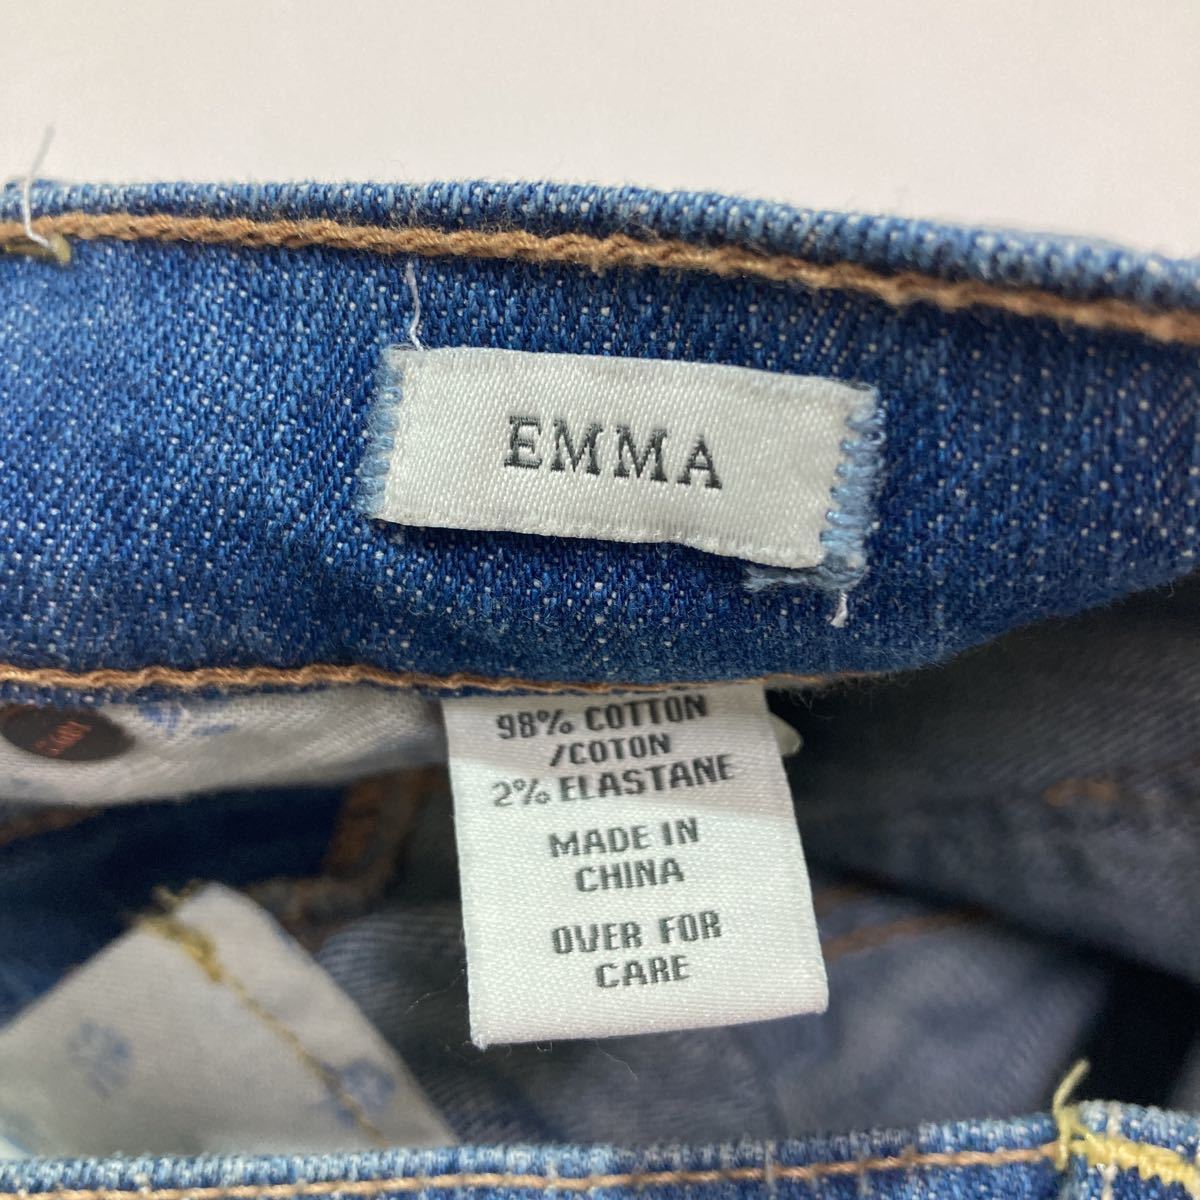 EMMA
98% COTTON
/COTON
2% ELASTANE
MADE IN
CHINA
OVER FOR
CARE